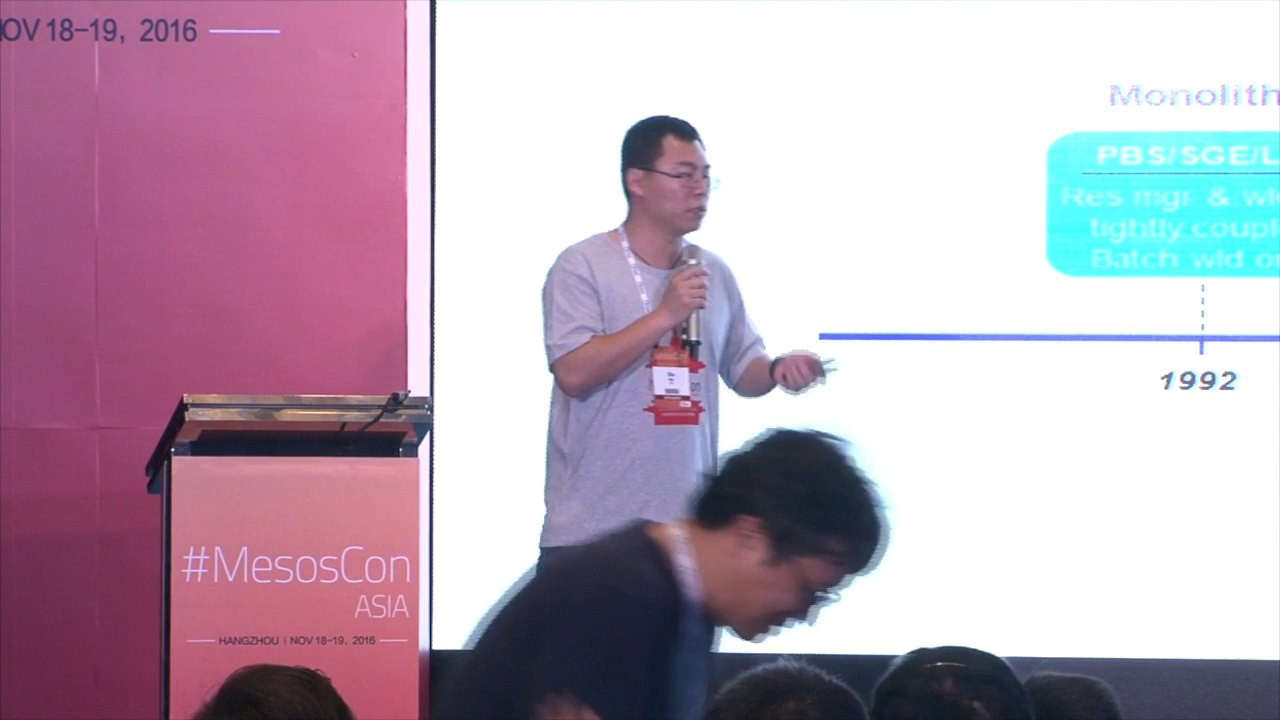 NOV 18-19, 2016
Monolith
PBS/SGE/L
Res mgr & wl
tightly coupl
Batch wld o
1992
#MesosCon
ASIA
HANGZHOU | NOV 18-19, 2016